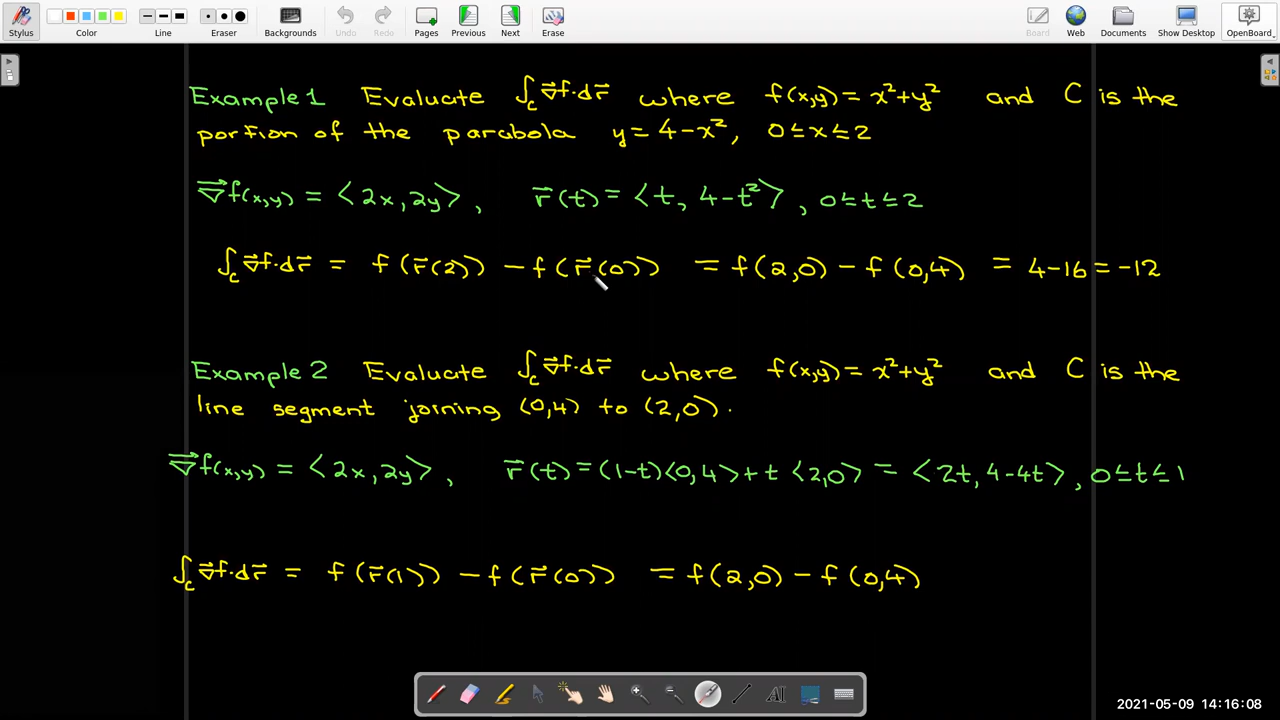 Stylus Color Line Eraser Backgrounds Undo Redo Pages Previous Next Erase Board Web Documents Show Desktop OpenBoard
Example 1 Evaluate ∫_C ∇⃗f·dr⃗ where f(x,y) = x²+y² and C is the
portion of the parabola y = 4-x², 0≤x≤2
∇⃗f(x,y) = ⟨2x, 2y⟩, r⃗(t) = ⟨t, 4-t²⟩, 0≤t≤2
∫_C ∇⃗f·dr⃗ = f(r⃗(2)) - f(r⃗(0)) = f(2,0) - f(0,4) = 4-16 = -12
Example 2 Evaluate ∫_C ∇⃗f·dr⃗ where f(x,y) = x²+y² and C is the
line segment joining (0,4) to (2,0).
∇⃗f(x,y) = ⟨2x, 2y⟩, r⃗(t) = (1-t)⟨0,4⟩ + t⟨2,0⟩ = ⟨2t, 4-4t⟩, 0≤t≤1
∫_C ∇⃗f·dr⃗ = f(r⃗(1)) - f(r⃗(0)) = f(2,0) - f(0,4)
2021-05-09 14:16:08